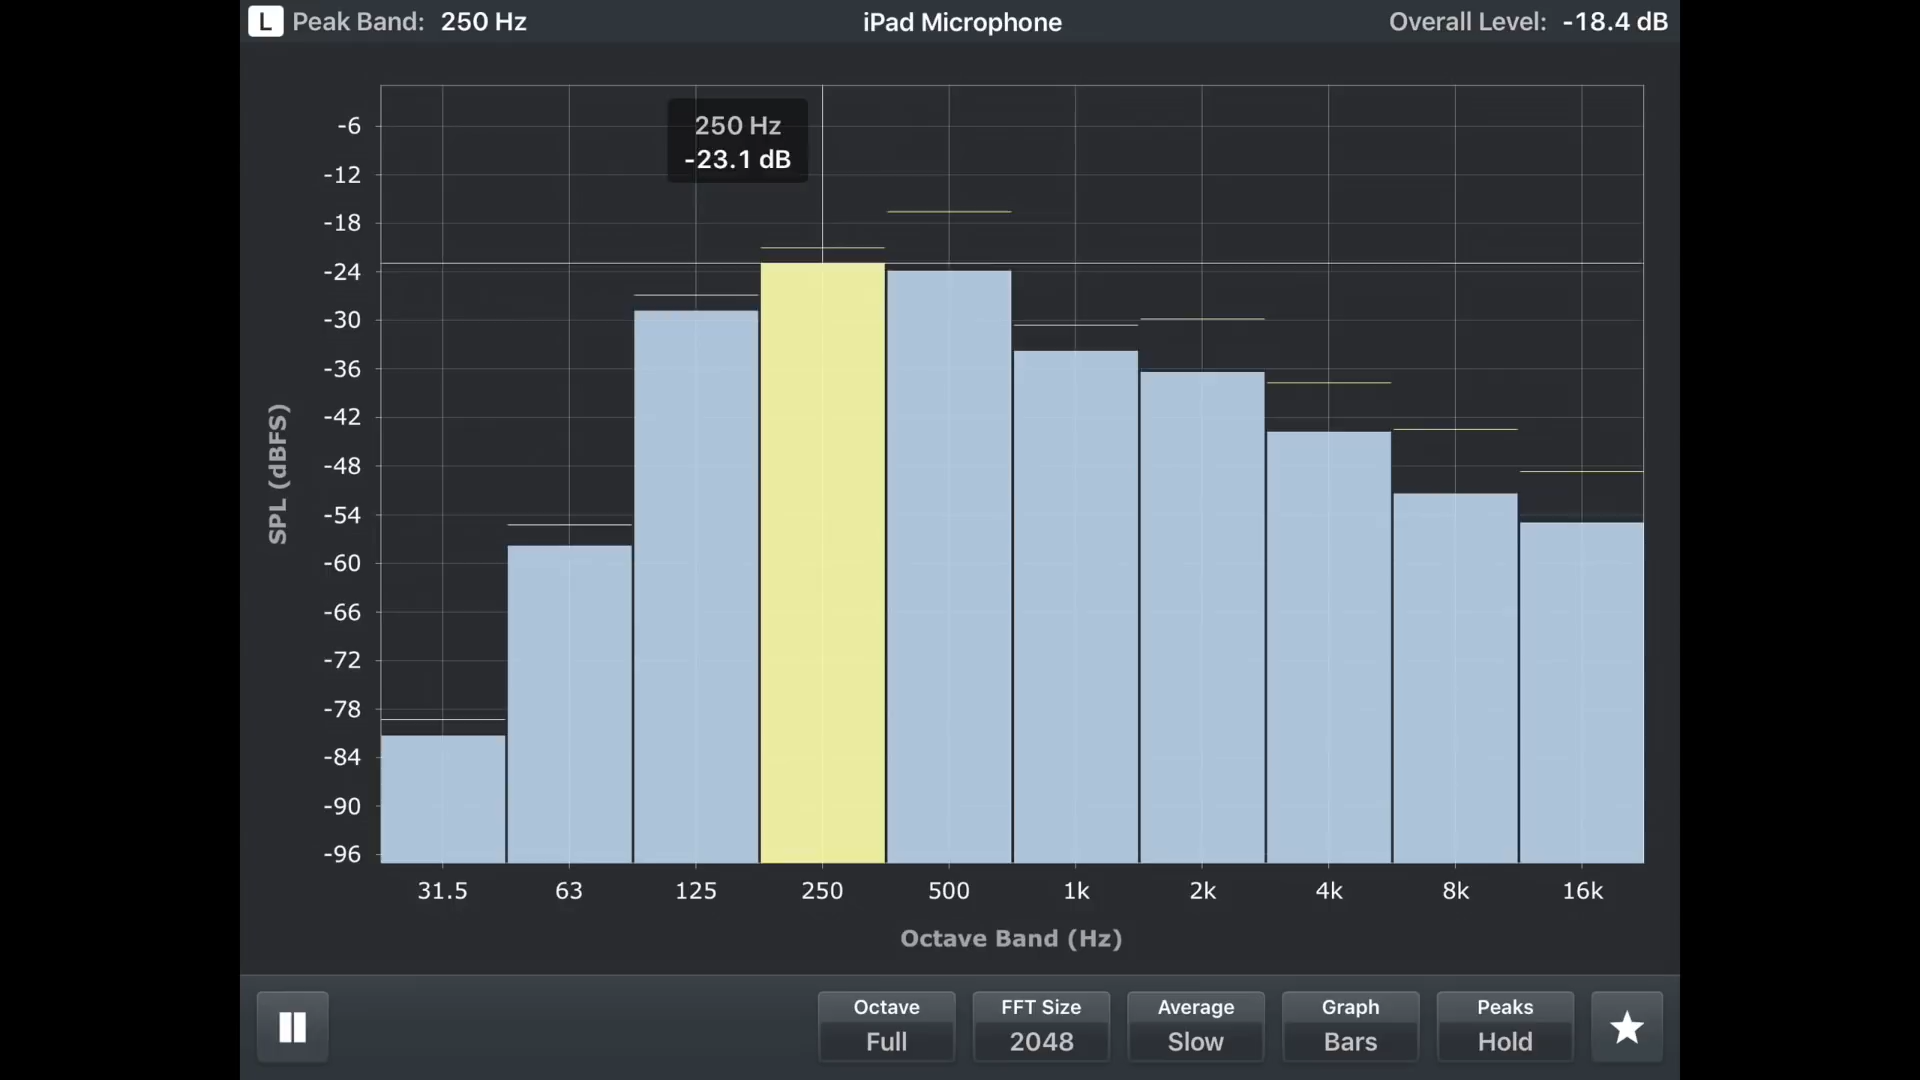 L Peak Band: 250 Hz
iPad Microphone
Overall Level: -18.4 dB
250 Hz
-23.1 dB
-6
-12
-18
-24
-30
-36
-42
-48
-54
-60
-66
-72
-78
-84
-90
-96
SPL (dBFS)
31.5 63 125 250 500 1k 2k 4k 8k 16k
Octave Band (Hz)
Octave
Full
FFT Size
2048
Average
Slow
Graph
Bars
Peaks
Hold